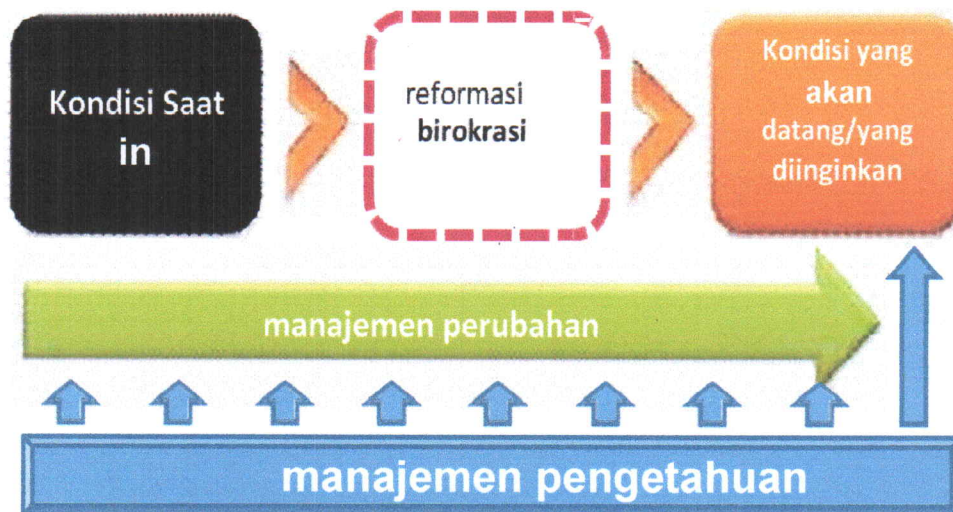 Kondisi Saat
in
reformasi
birokrasi
Kondisi yang
akan
datang/yang
diinginkan
manajemen perubahan
manajemen pengetahuan